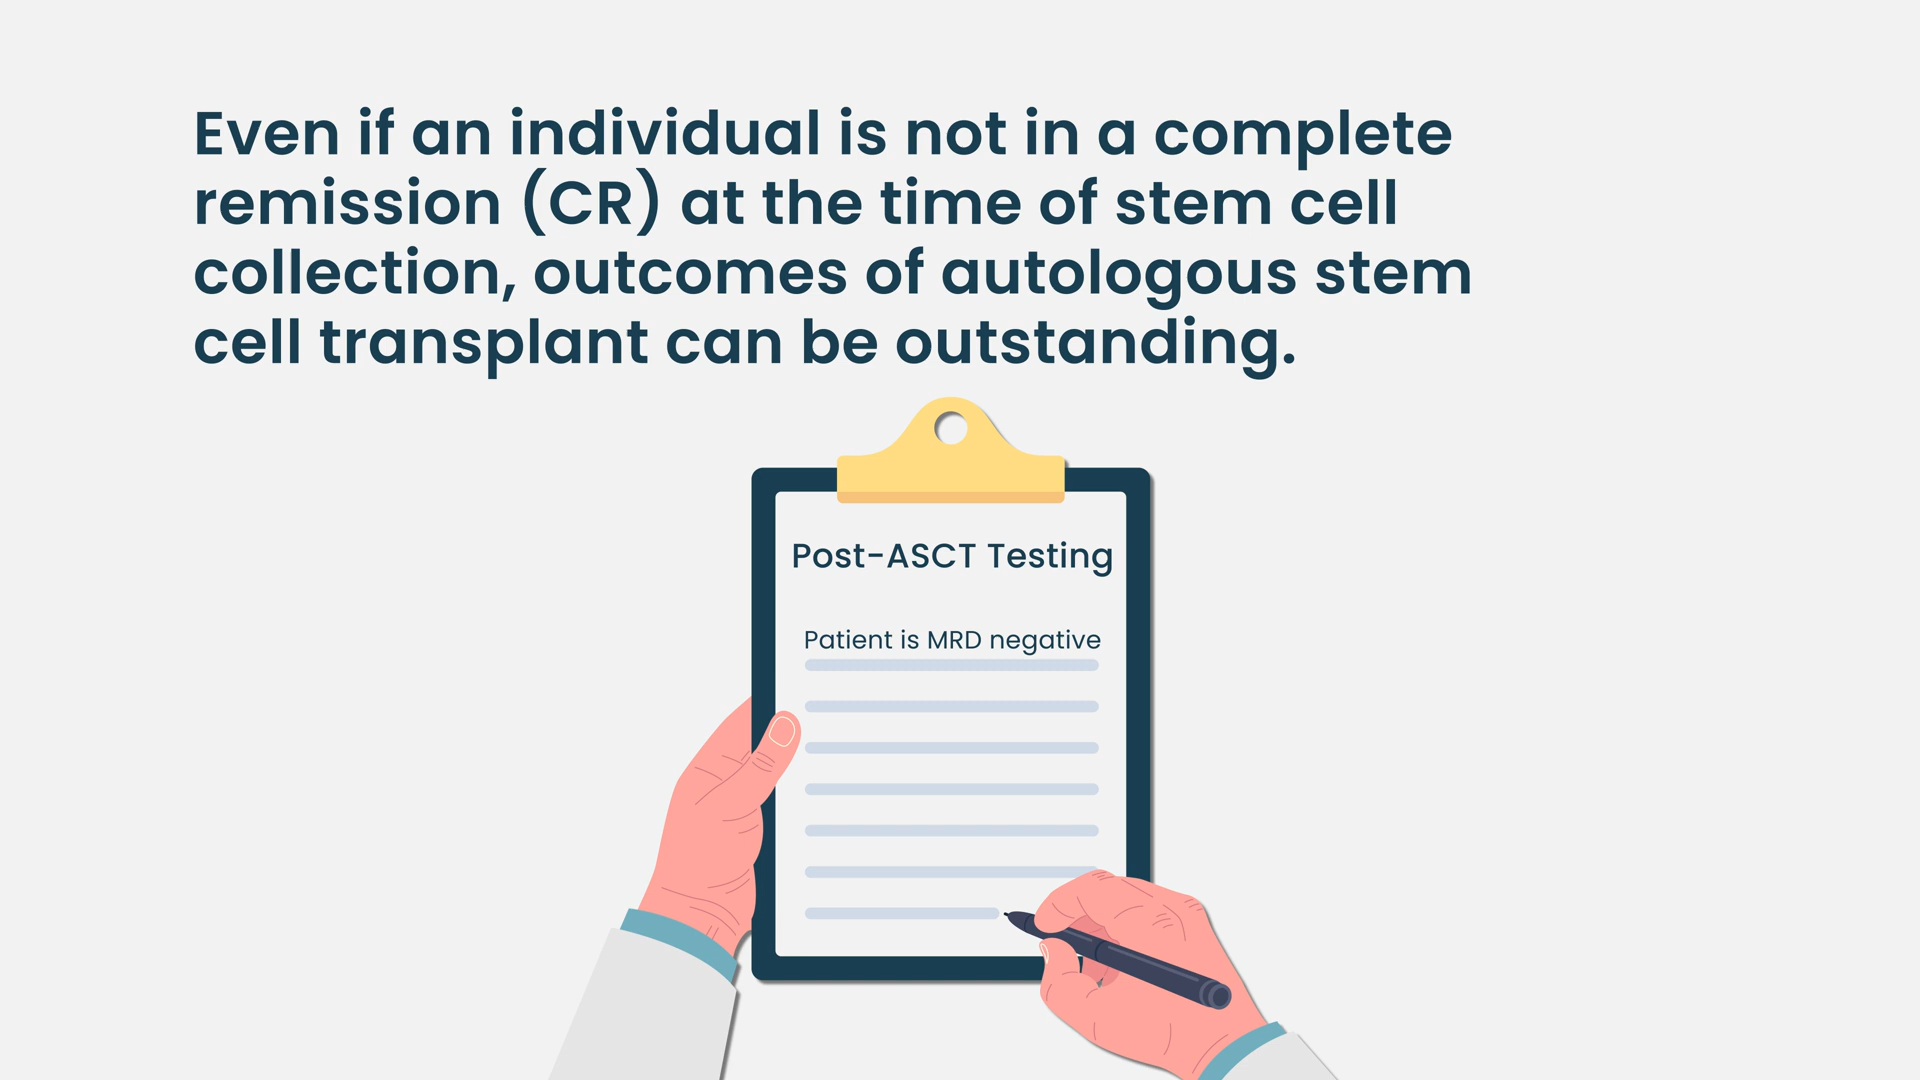 Even if an individual is not in a complete
remission (CR) at the time of stem cell
collection, outcomes of autologous stem
cell transplant can be outstanding.
Post-ASCT Testing
Patient is MRD negative